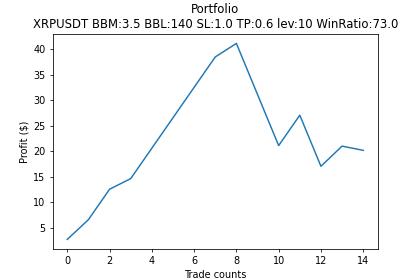 Portfolio
XRPUSDT BBM:3.5 BBL:140 SL:1.0 TP:0.6 lev:10 WinRatio:73.0
40
35
30
25
20
15
10
5
Profit ($)
0 2 4 6 8 10 12 14
Trade counts